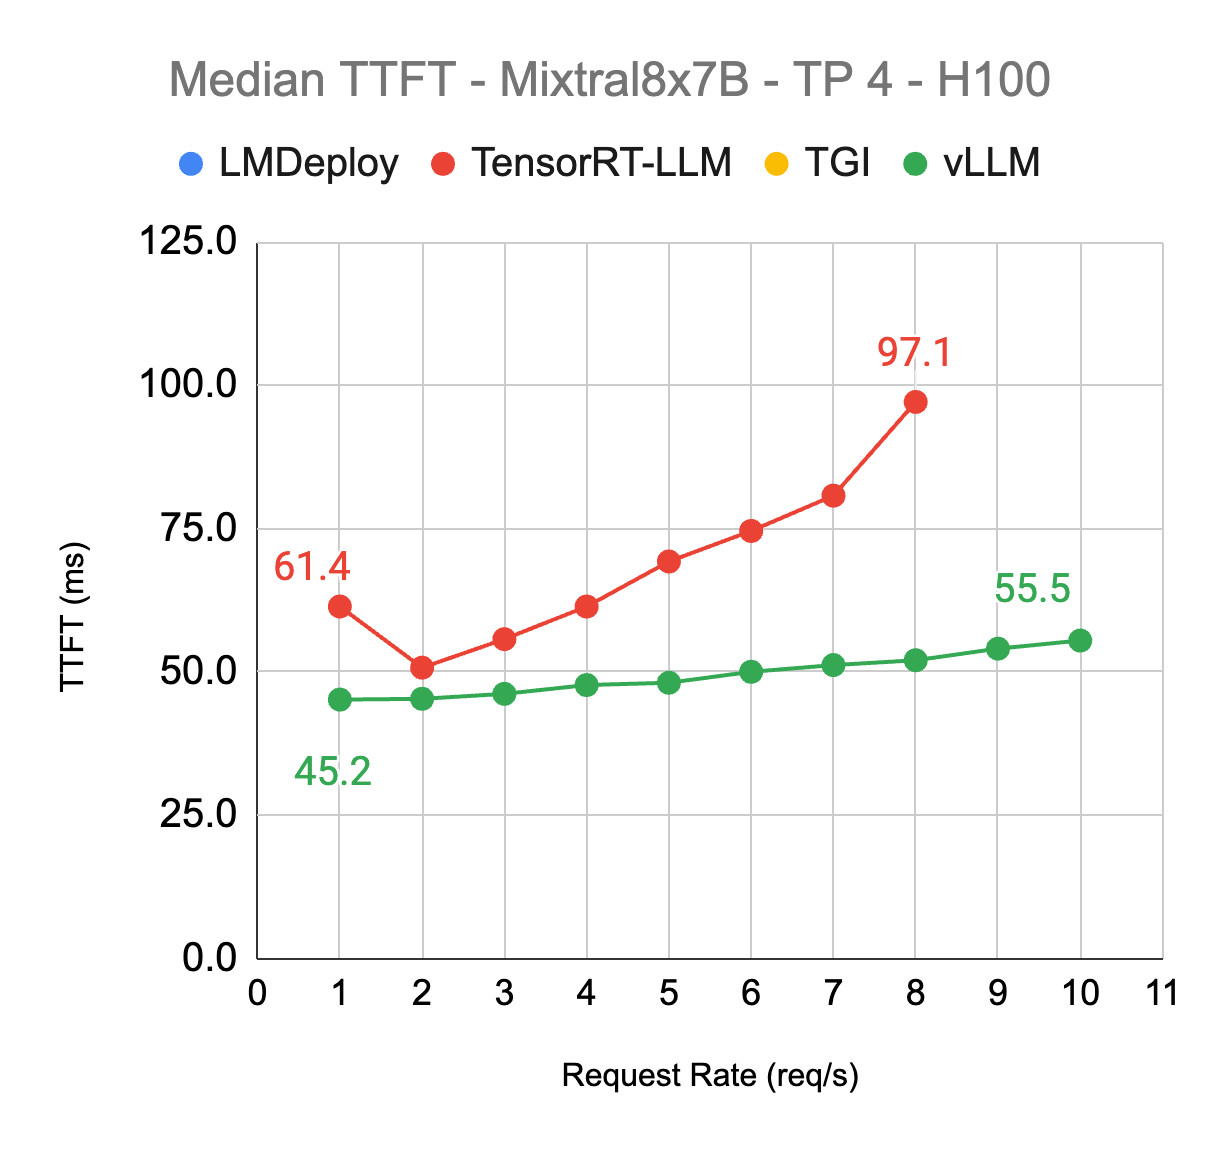 Median TTFT - Mixtral8x7B - TP 4 - H100
LMDeploy TensorRT-LLM TGI vLLM
125.0
97.1
100.0
75.0
61.4
55.5
50.0
45.2
25.0
0.0
0 1 2 3 4 5 6 7 8 9 10 11
TTFT (ms)
Request Rate (req/s)